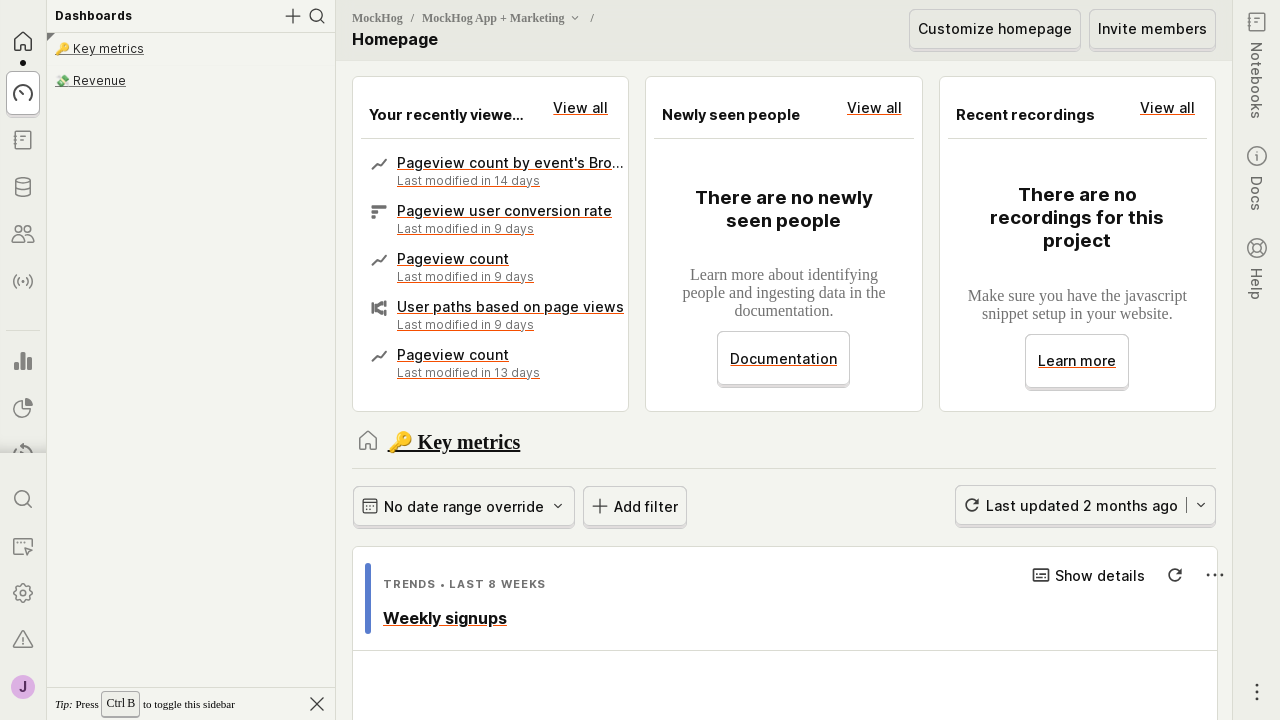 Dashboards
🔑 Key metrics
💸 Revenue
Tip: Press Ctrl B to toggle this sidebar
J
MockHog / MockHog App + Marketing /
Homepage
Customize homepage
Invite members
Your recently viewe...
View all
Pageview count by event's Bro...
Last modified in 14 days
Pageview user conversion rate
Last modified in 9 days
Pageview count
Last modified in 9 days
User paths based on page views
Last modified in 9 days
Pageview count
Last modified in 13 days
Newly seen people
View all
There are no newly
seen people
Learn more about identifying
people and ingesting data in the
documentation.
Documentation
Recent recordings
View all
There are no
recordings for this
project
Make sure you have the javascript
snippet setup in your website.
Learn more
🔑 Key metrics
No date range override
Add filter
Last updated 2 months ago
TRENDS • LAST 8 WEEKS
Show details
Weekly signups
Notebooks
Docs
Help